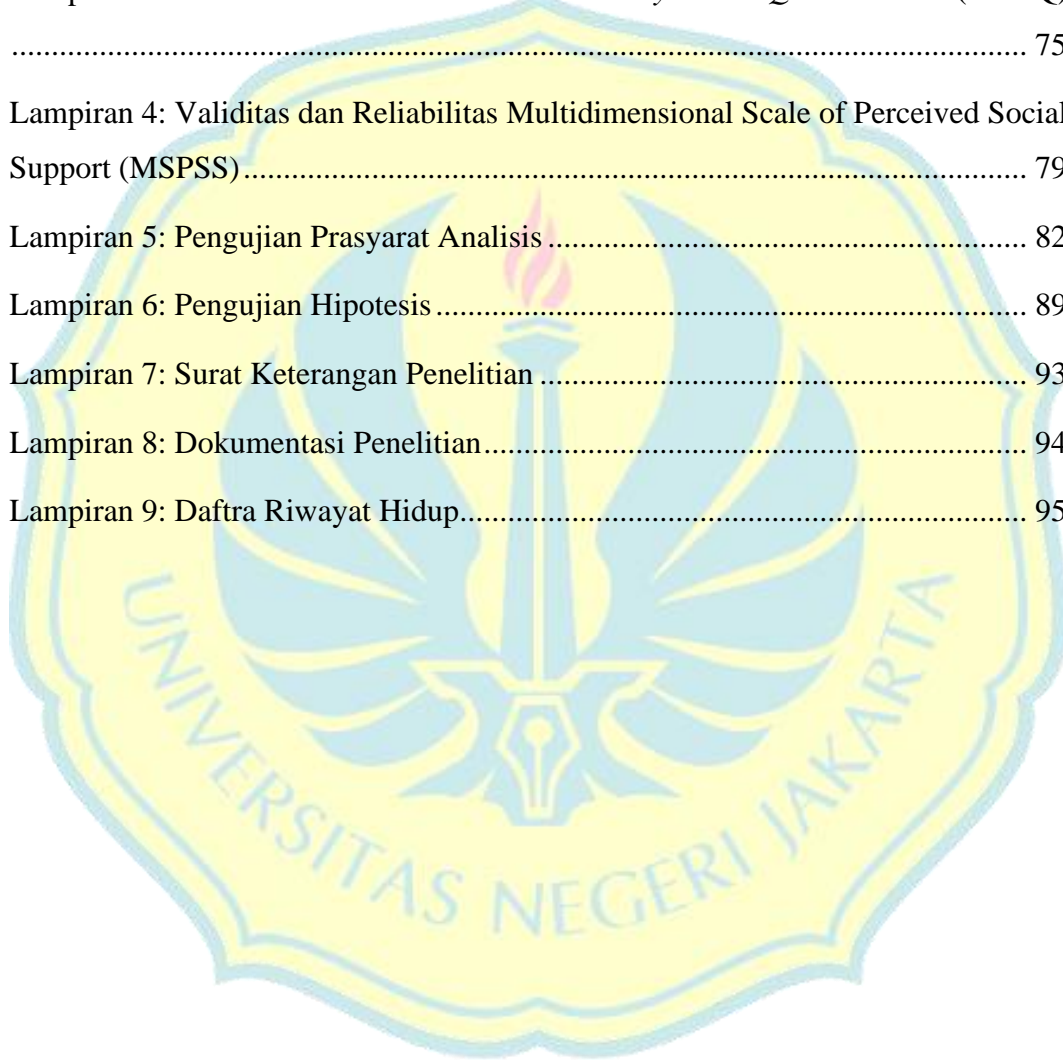 ............................................................................................................................ 75
Lampiran 4: Validitas dan Reliabilitas Multidimensional Scale of Perceived Social
Support (MSPSS) ............................................................................................... 79
Lampiran 5: Pengujian Prasyarat Analisis .......................................................... 82
Lampiran 6: Pengujian Hipotesis ........................................................................ 89
Lampiran 7: Surat Keterangan Penelitian ........................................................... 93
Lampiran 8: Dokumentasi Penelitian .................................................................. 94
Lampiran 9: Daftra Riwayat Hidup ..................................................................... 95
UNIVERSITAS NEGERI JAKARTA